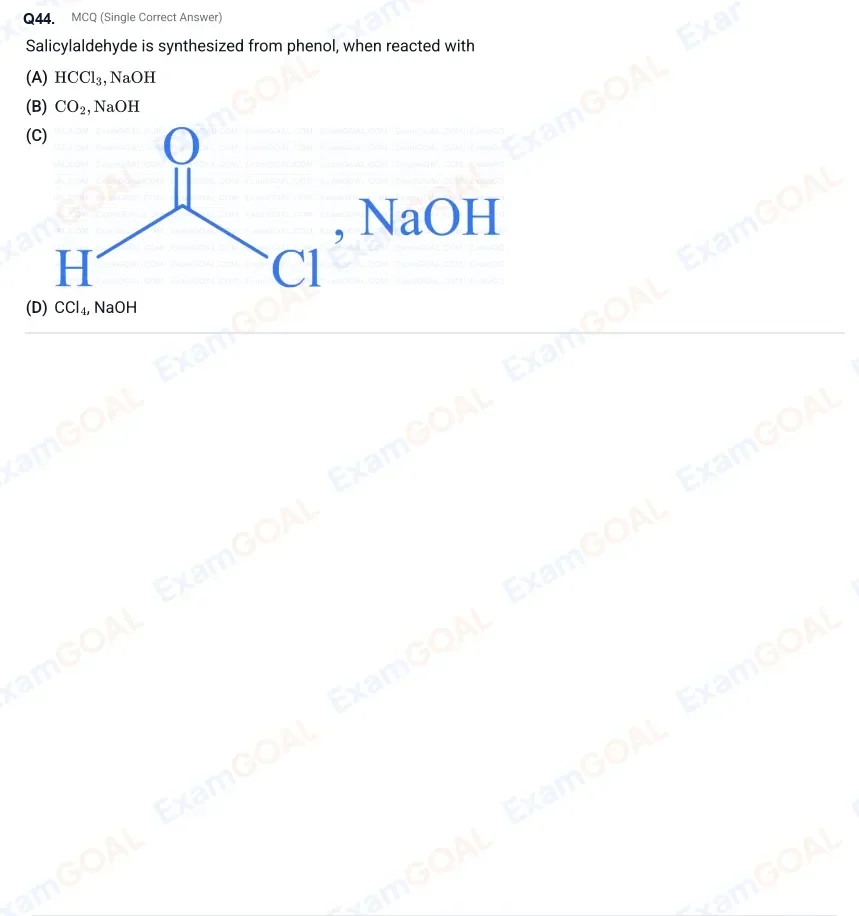 Q44. MCQ (Single Correct Answer)
Salicylaldehyde is synthesized from phenol, when reacted with
(A) HCCl₃, NaOH
(B) CO₂, NaOH
(C)
O
H Cl , NaOH
(D) CCl₄, NaOH
ExamGOAL